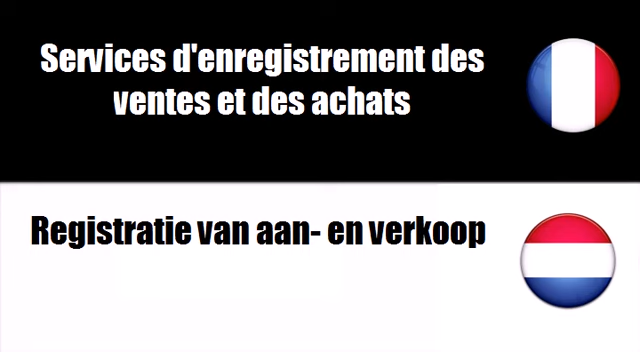 Services d'enregistrement des
ventes et des achats
Registratie van aan- en verkoop